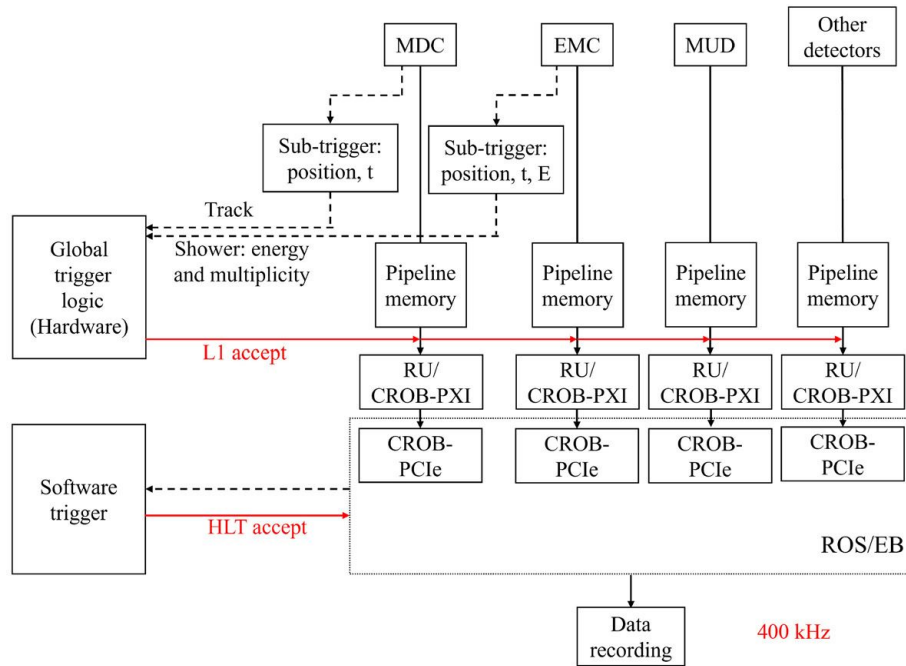 MDC
EMC
MUD
Other
detectors
Sub-trigger:
position, t
Sub-trigger:
position, t, E
Track
Shower: energy
and multiplicity
Global
trigger
logic
(Hardware)
Pipeline
memory
Pipeline
memory
Pipeline
memory
Pipeline
memory
L1 accept
RU/
CROB-PXI
RU/
CROB-PXI
RU/
CROB-PXI
RU/
CROB-PXI
CROB-
PCIe
CROB-
PCIe
CROB-
PCIe
CROB-
PCIe
Software
trigger
HLT accept
ROS/EB
Data
recording
400 kHz